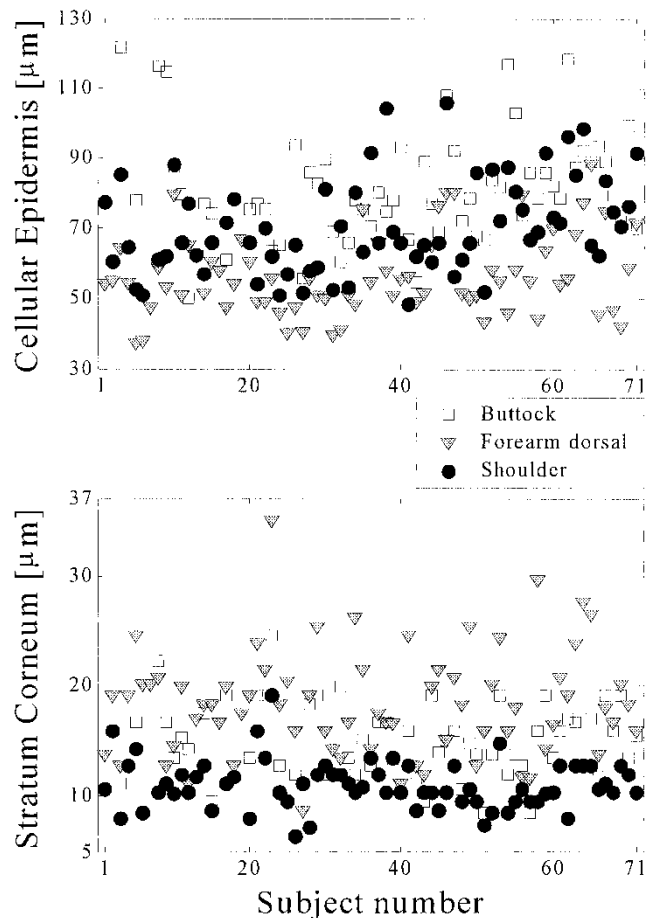 130
110
90
70
50
30
Cellular Epidermis [μm]
1 20 40 60 71
Buttock
Forearm dorsal
Shoulder
37
30
20
10
5
Stratum Corneum [μm]
1 20 40 60 71
Subject number